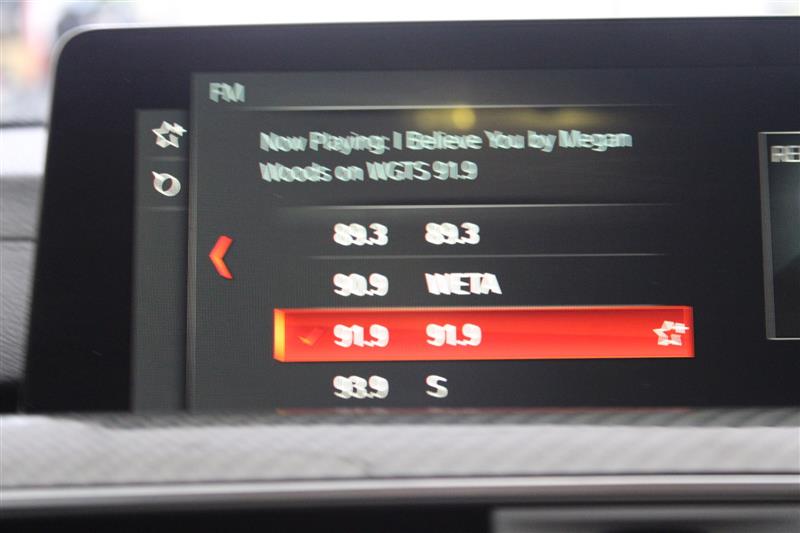 FM
Now Playing: I Believe You by Megan
Woods on WGTS 91.9
89.3 89.3
90.9 WETA
91.9 91.9
93.9 S